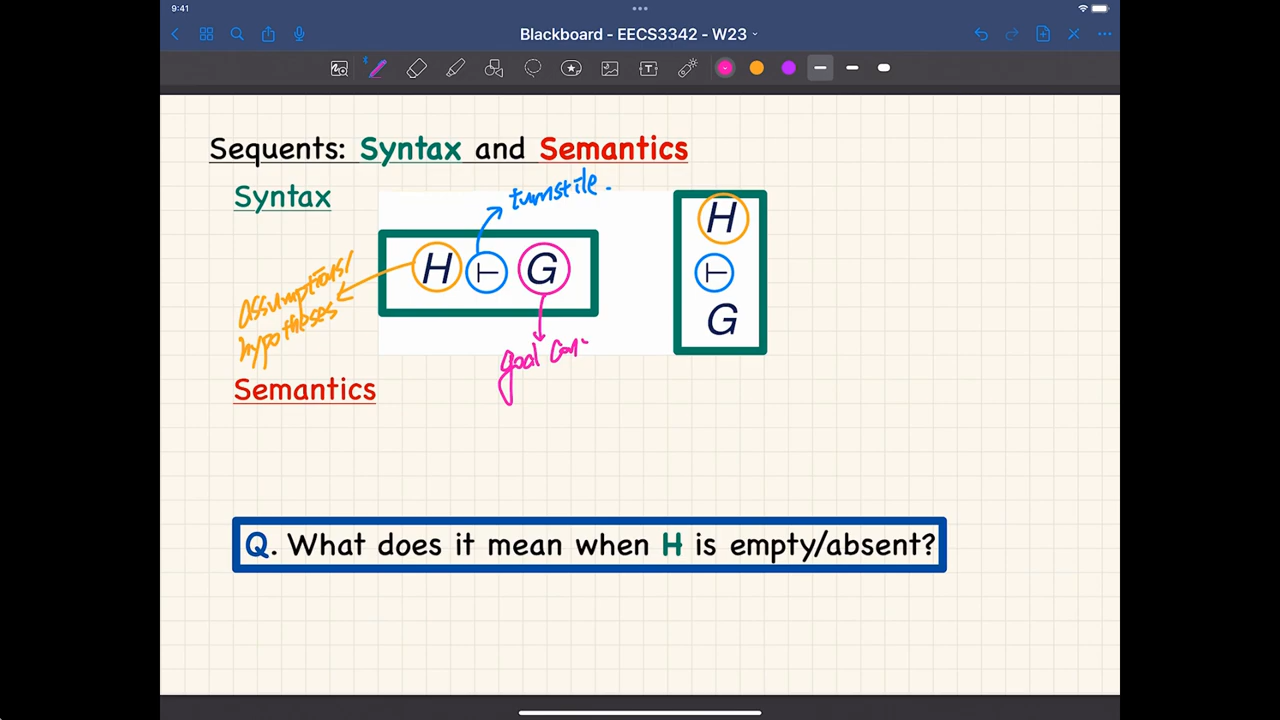 9:41
Blackboard - EECS3342 - W23
Sequents: Syntax and Semantics
Syntax
turnstile.
H ⊢ G
H
⊢
G
assumptions/
hypotheses
goal con
Semantics
Q. What does it mean when H is empty/absent?